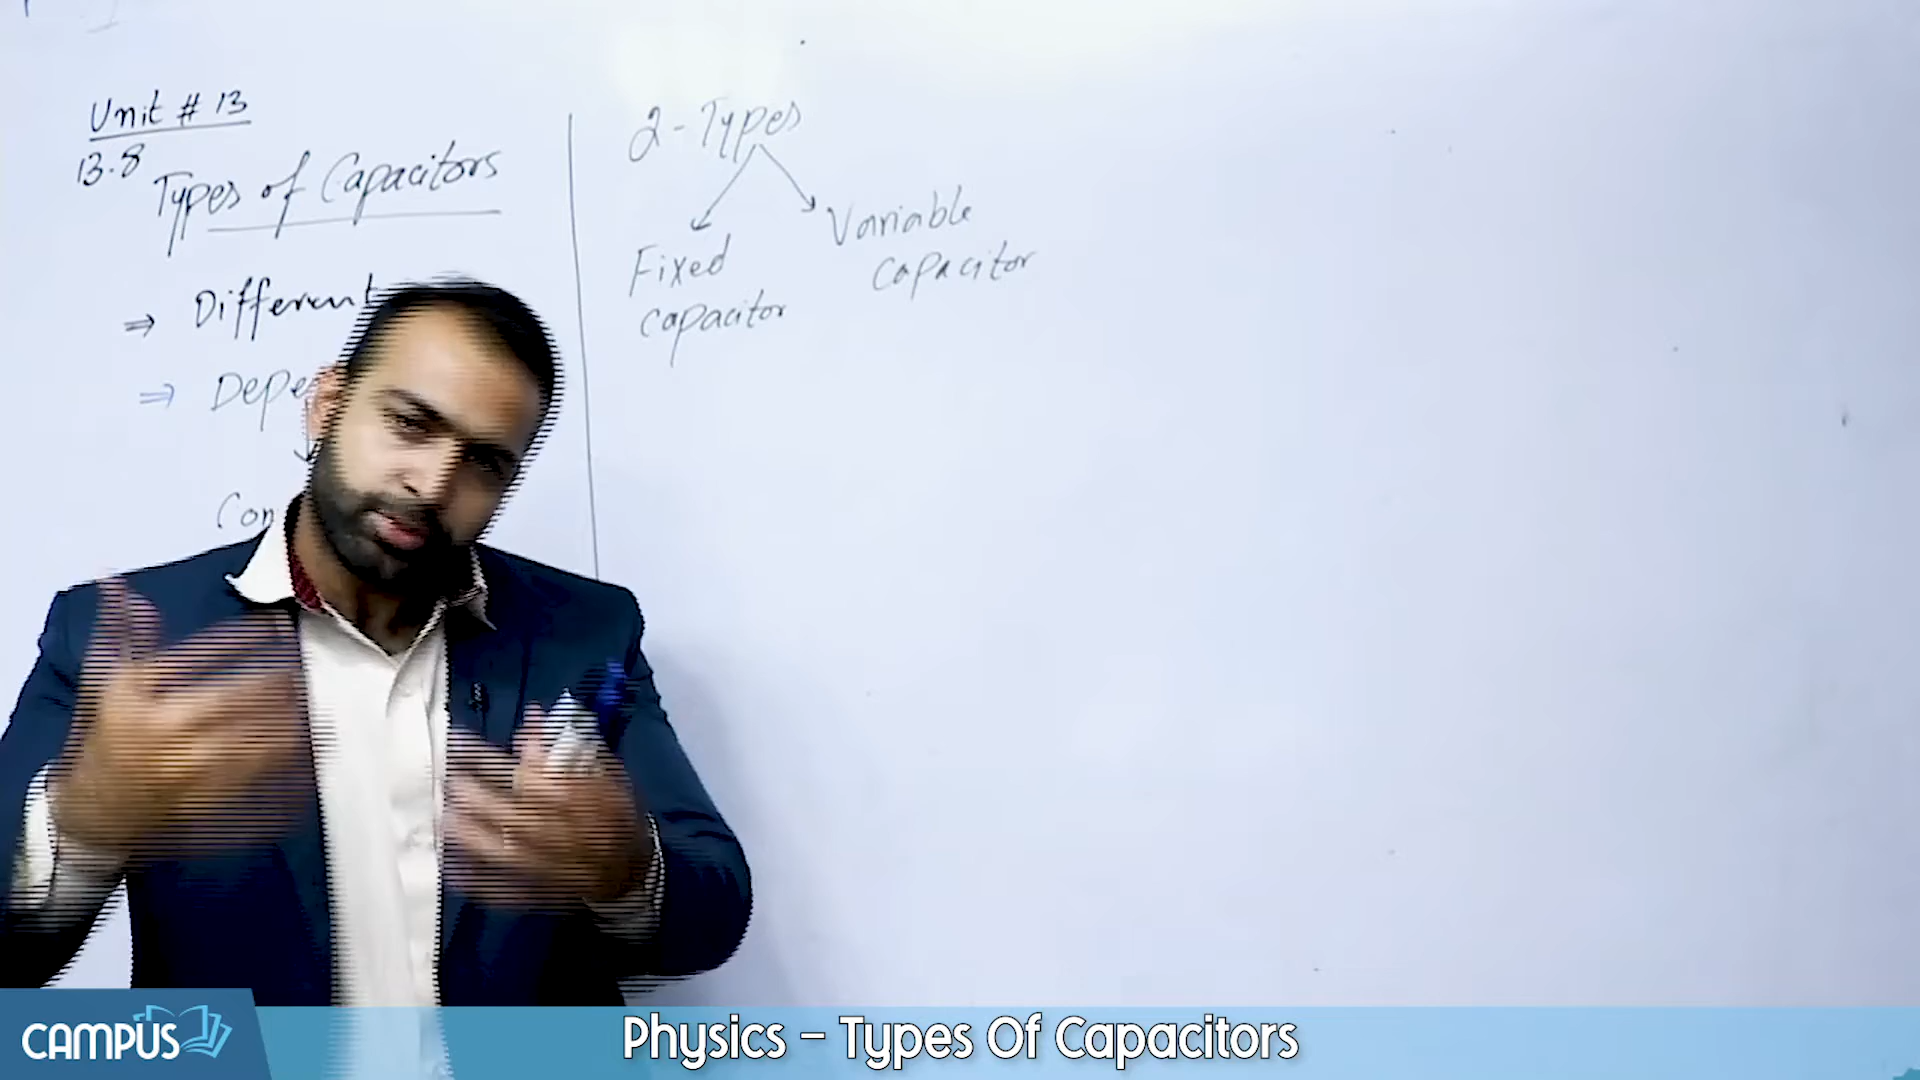 Unit # 13
13.8
Types of Capacitors
⇒ Different
⇒ Depe
Con
2-Types
Fixed
capacitor
Variable
capacitor
CAMPUS
Physics – Types Of Capacitors